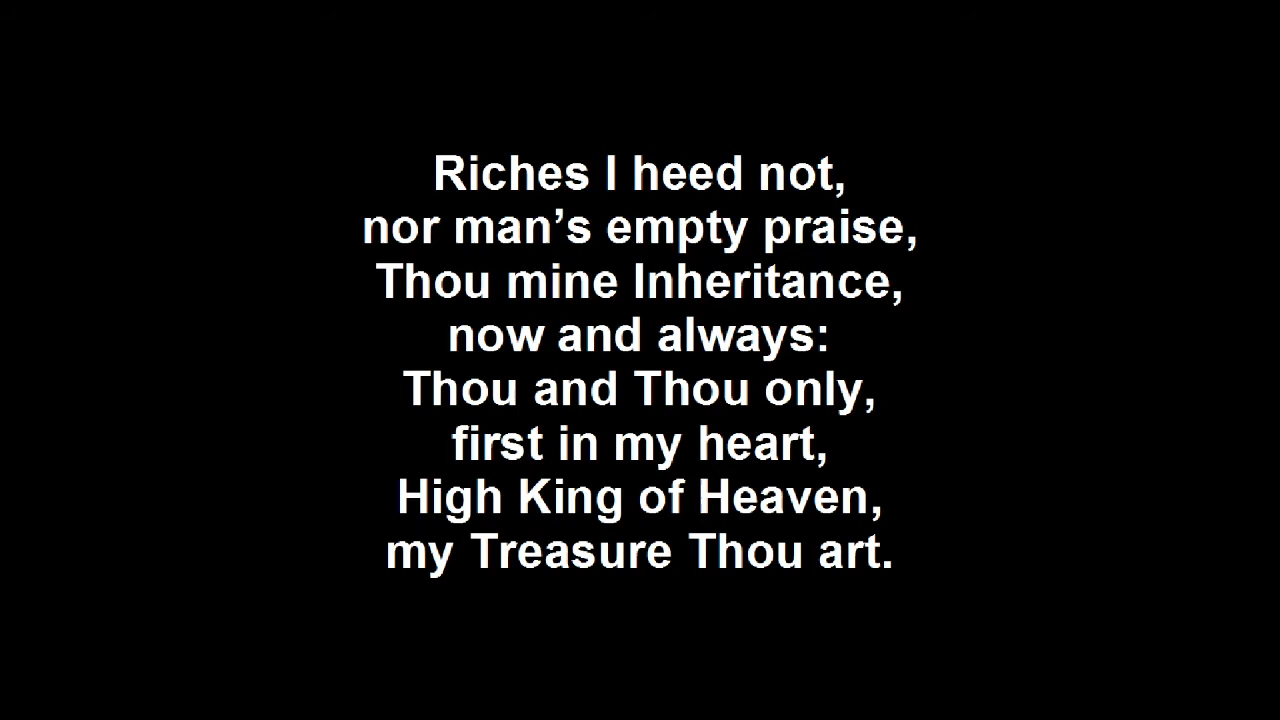 Riches I heed not,
nor man’s empty praise,
Thou mine Inheritance,
now and always:
Thou and Thou only,
first in my heart,
High King of Heaven,
my Treasure Thou art.